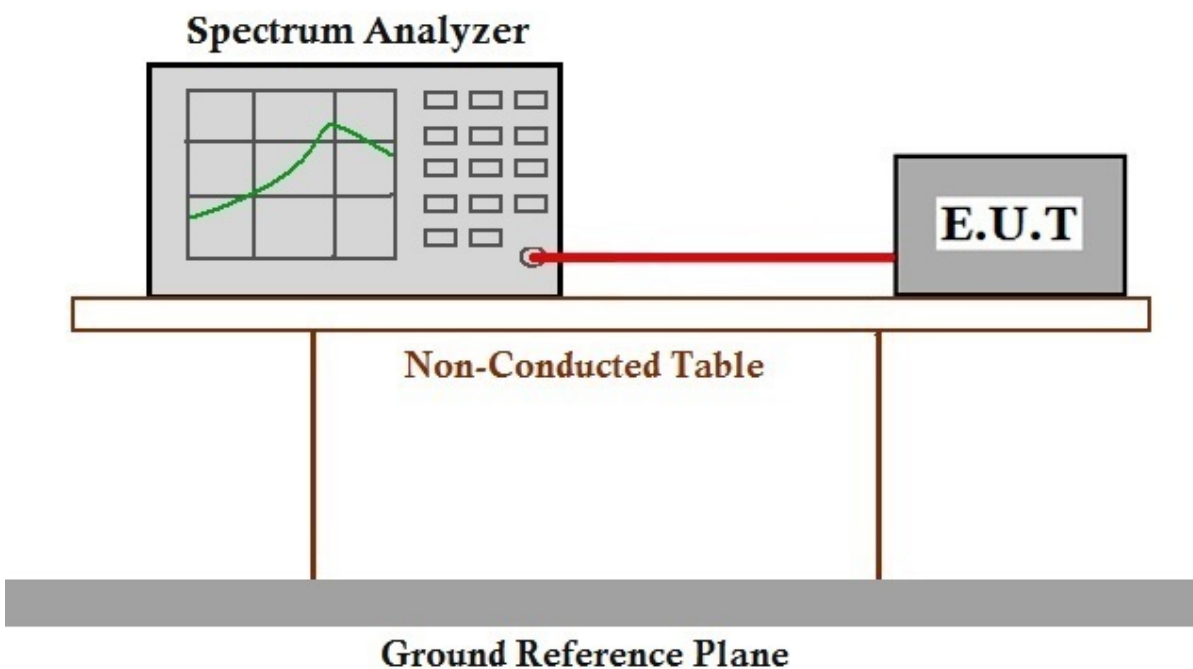 Spectrum Analyzer
E.U.T
Non-Conducted Table
Ground Reference Plane